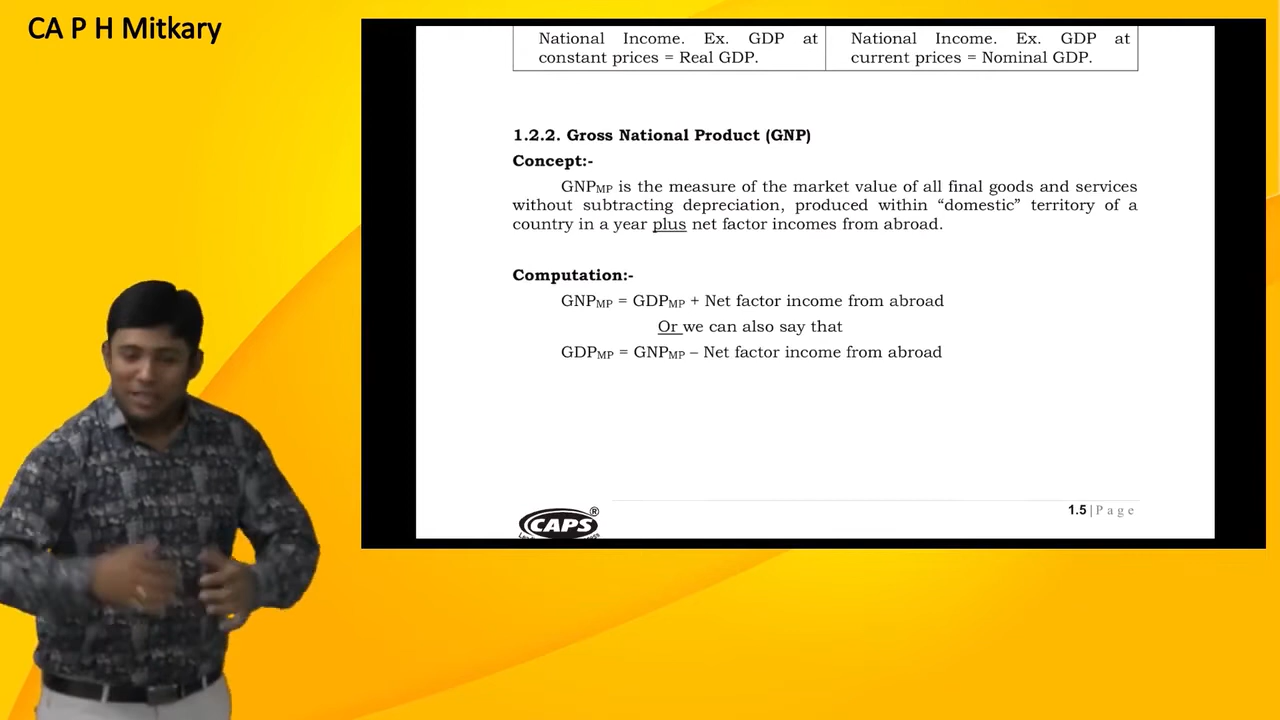 CA P H Mitkary
National Income. Ex. GDP at
constant prices = Real GDP.
National Income. Ex. GDP at
current prices = Nominal GDP.
1.2.2. Gross National Product (GNP)
Concept:-
GNPMP is the measure of the market value of all final goods and services
without subtracting depreciation, produced within “domestic” territory of a
country in a year plus net factor incomes from abroad.
Computation:-
GNPMP = GDPMP + Net factor income from abroad
Or we can also say that
GDPMP = GNPMP – Net factor income from abroad
CAPS®
1.5|Page